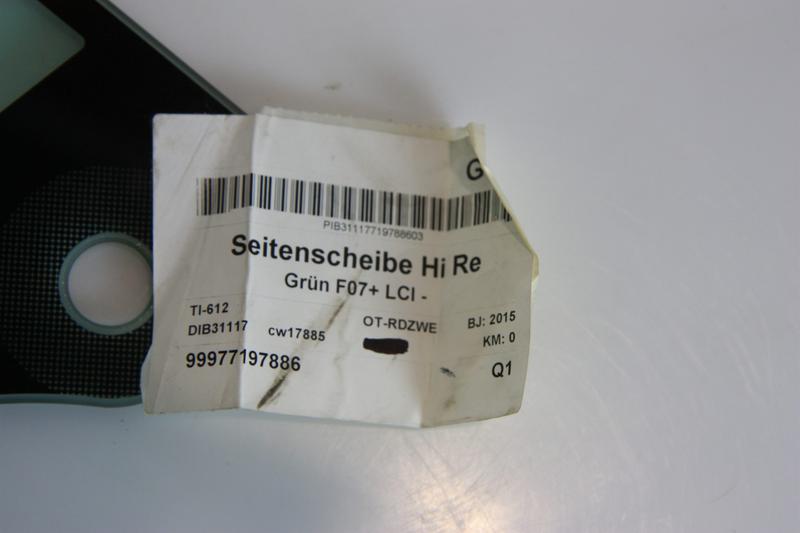 G
PIB31117719788603
Seitenscheibe Hi Re
Grün F07+ LCI -
TI-612
DIB31117 cw17885 OT-RDZWE BJ: 2015
KM: 0
99977197886 Q1